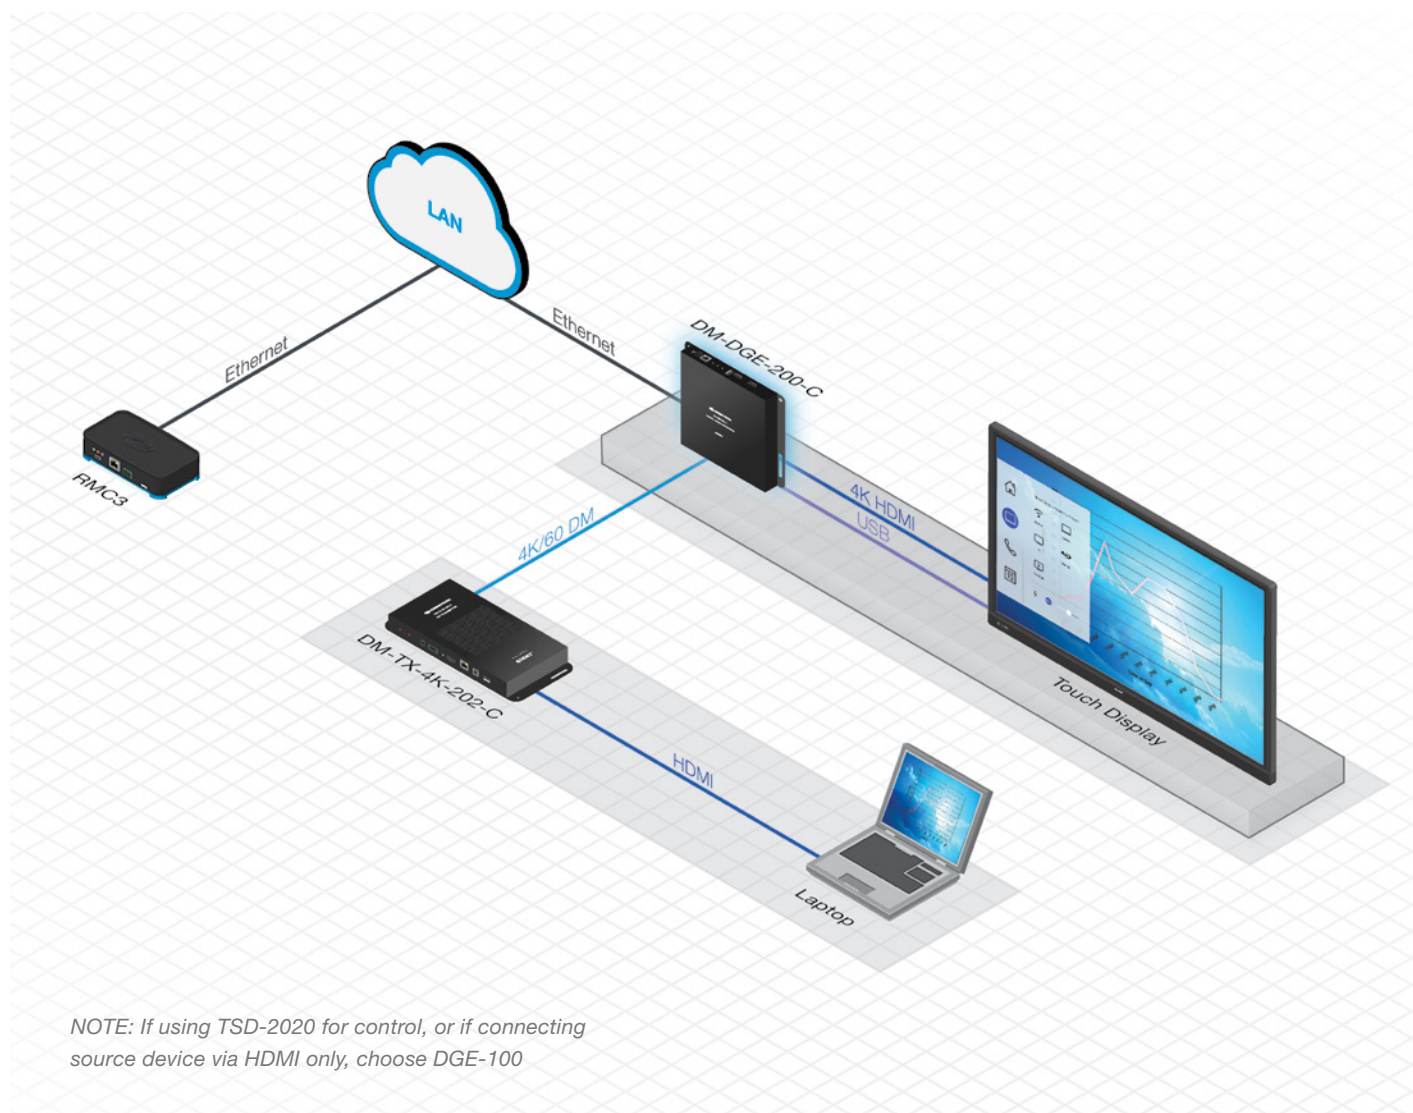 LAN
Ethernet
Ethernet
DM-DGE-200-C
RMC3
4K HDMI
USB
4K/60 DM
DM-TX-4K-202-C
Touch Display
HDMI
Laptop
NOTE: If using TSD-2020 for control, or if connecting
source device via HDMI only, choose DGE-100